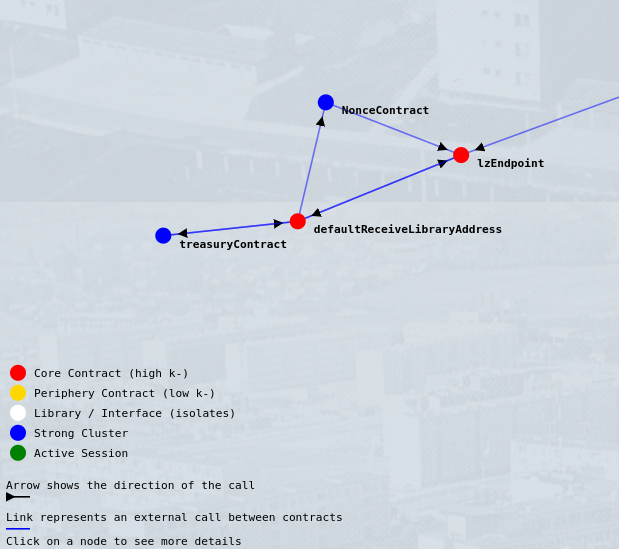 NonceContract
lzEndpoint
defaultReceiveLibraryAddress
treasuryContract
Core Contract (high k-)
Periphery Contract (low k-)
Library / Interface (isolates)
Strong Cluster
Active Session
Arrow shows the direction of the call
Link represents an external call between contracts
Click on a node to see more details